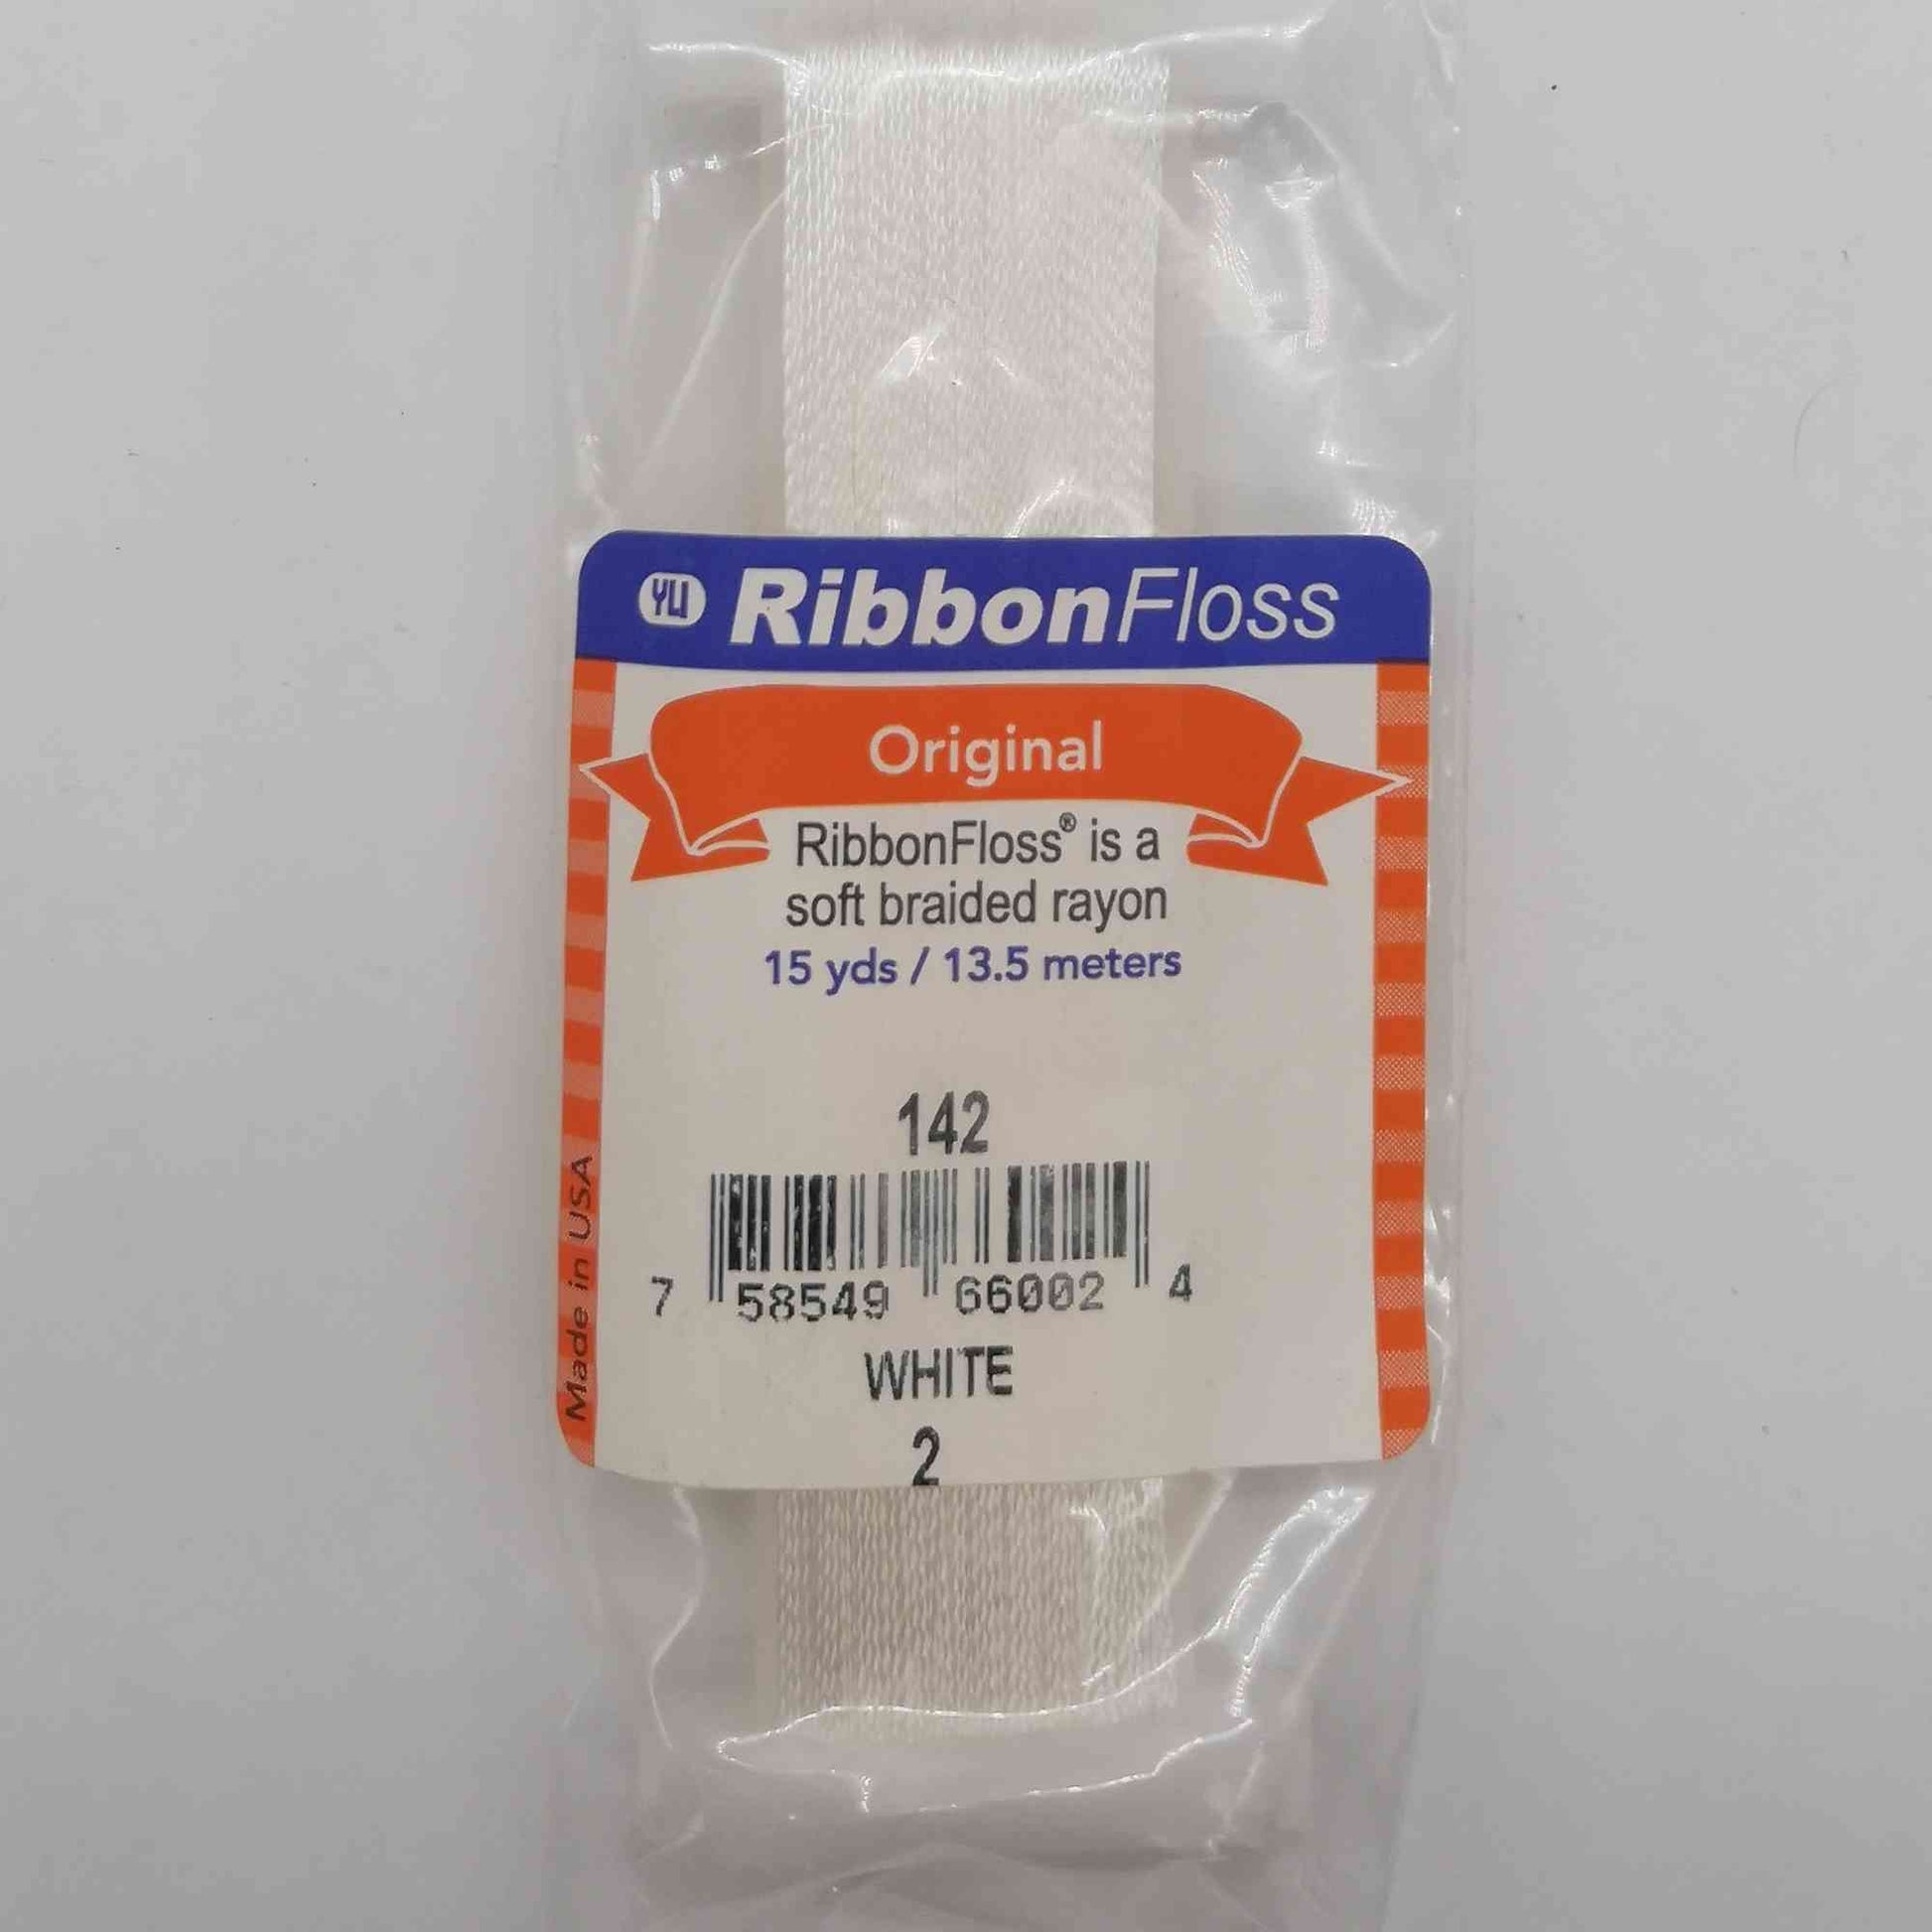 YLI RibbonFloss
Original
RibbonFloss® is a
soft braided rayon
15 yds / 13.5 meters
142
7 58549 66002 4
WHITE
2
Made in USA